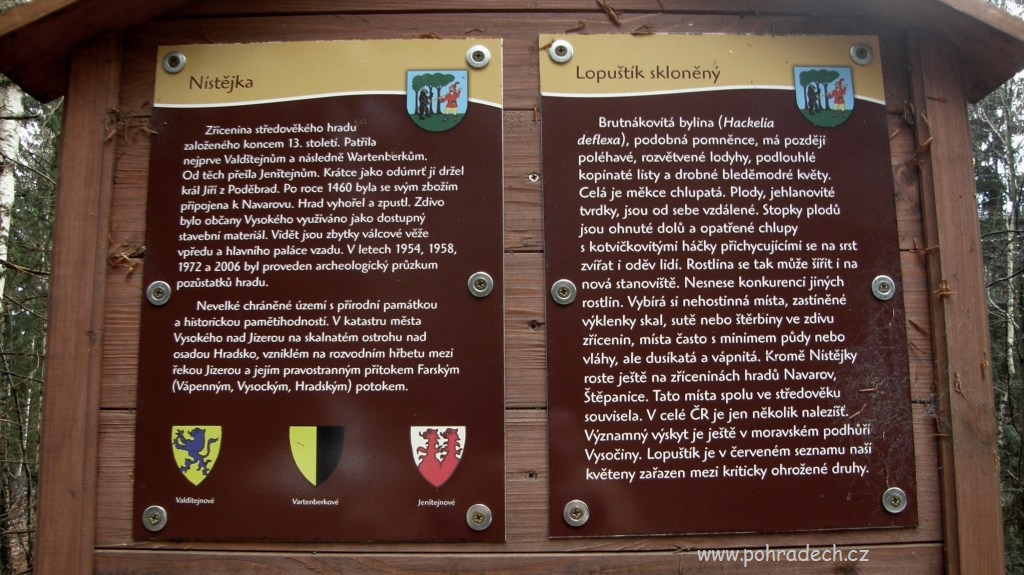 Nístějka
Zřícenina středověkého hradu
založeného koncem 13. století. Patřila
nejprve Valdštejnům a následně Wartenberkům.
Od těch přešla Jenštejnům. Krátce jako odúmrť ji držel
král Jiří z Poděbrad. Po roce 1460 byla se svým zbožím
připojena k Navarovu. Hrad vyhořel a zpustl. Zdivo
bylo občany Vysokého využíváno jako dostupný
stavební materiál. Vidět jsou zbytky válcové věže
vpředu a hlavního paláce vzadu. V letech 1954, 1958,
1972 a 2006 byl proveden archeologický průzkum
pozůstatků hradu.
Nevelké chráněné území s přírodní památkou
a historickou pamětihodností. V katastru města
Vysokého nad Jizerou na skalnatém ostrohu nad
osadou Hradsko, vzniklém na rozvodním hřbetu mezi
řekou Jizerou a jejím pravostranným přítokem Farským
(Vápenným, Vysockým, Hradským) potokem.
Valdštejnové
Vartenberkové
Jenštejnové
Lopuštík skloněný
Brutnákovitá bylina (Hackelia
deflexa), podobná pomněnce, má později
poléhavé, rozvětvené lodyhy, podlouhlé
kopinaté listy a drobné bleděmodré květy.
Celá je měkce chlupatá. Plody, jehlanovité
tvrdky, jsou od sebe vzdálené. Stopky plodů
jsou ohnuté dolů a opatřené chlupy
s kotvičkovitými háčky přichycujícími se na srst
zvířat i oděv lidí. Rostlina se tak může šířit i na
nová stanoviště. Nesnese konkurenci jiných
rostlin. Vybírá si nehostinná místa, zastíněné
výklenky skal, sutě nebo štěrbiny ve zdivu
zřícenin, místa často s minimem půdy nebo
vláhy, ale dusíkatá a vápnitá. Kromě Nístějky
roste ještě na zříceninách hradů Navarov,
Štěpanice. Tato místa spolu ve středověku
souvisela. V celé ČR je jen několik nalezišť.
Významný výskyt je ještě v moravském podhůří
Vysočiny. Lopuštík je v červeném seznamu naší
květeny zařazen mezi kriticky ohrožené druhy.
www.pohradech.cz